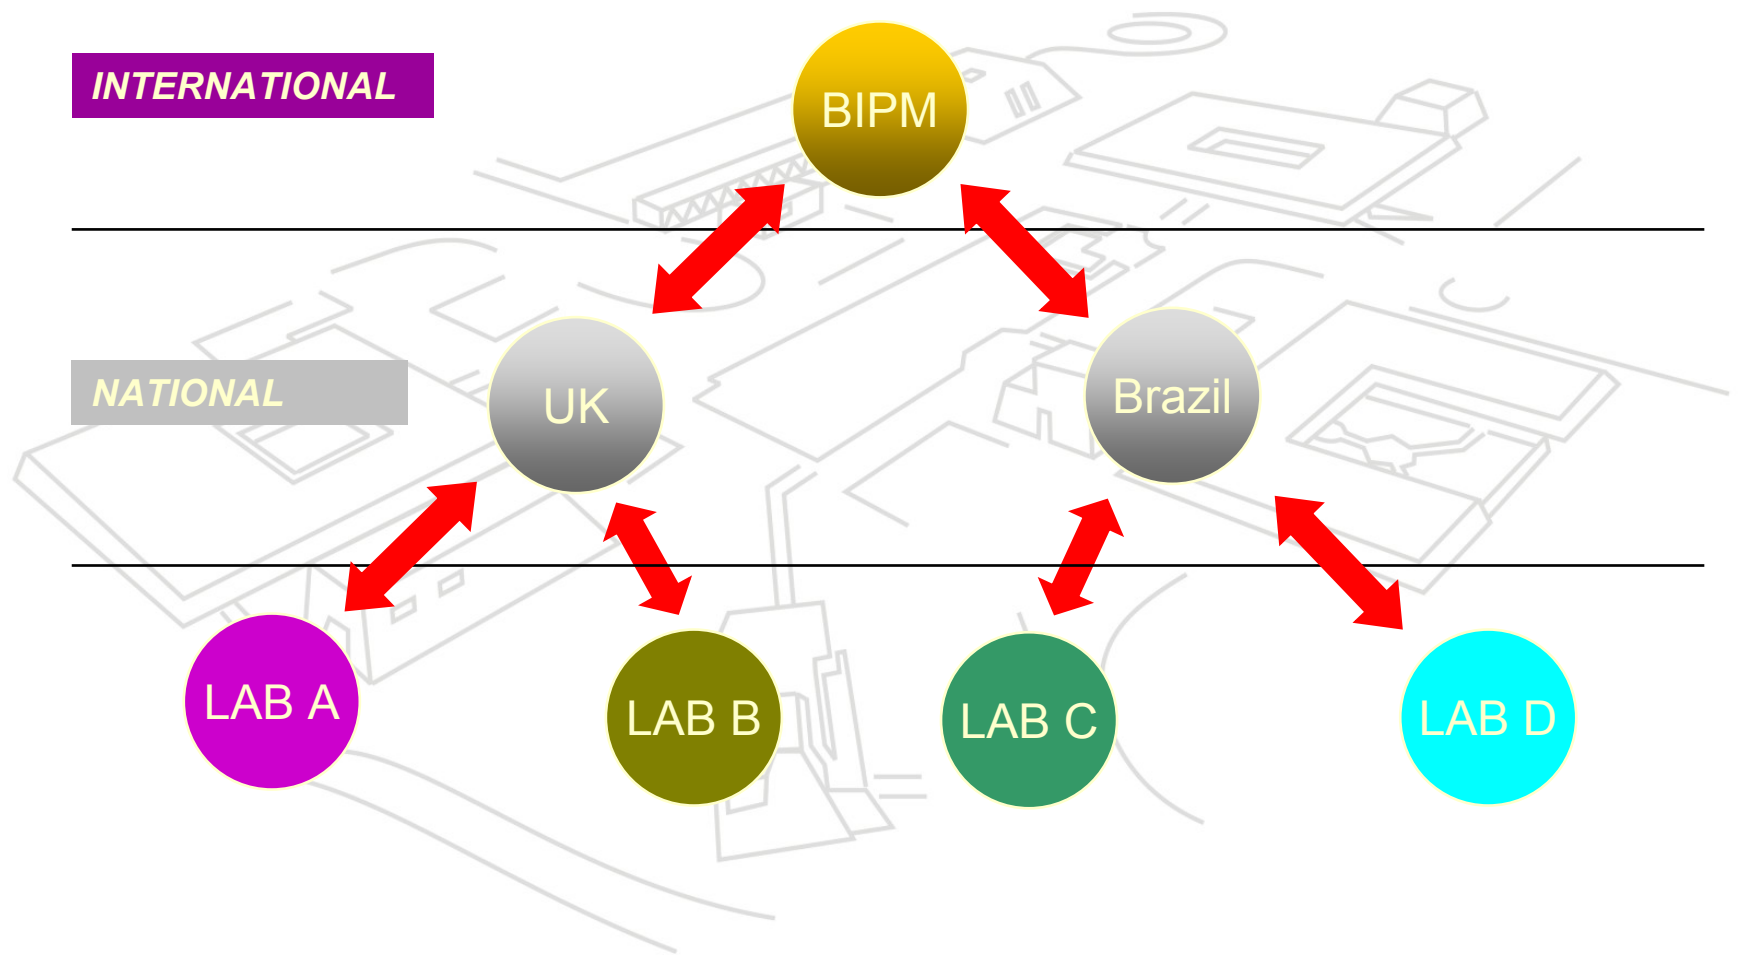 INTERNATIONAL
BIPM
NATIONAL
UK
Brazil
LAB A
LAB B
LAB C
LAB D